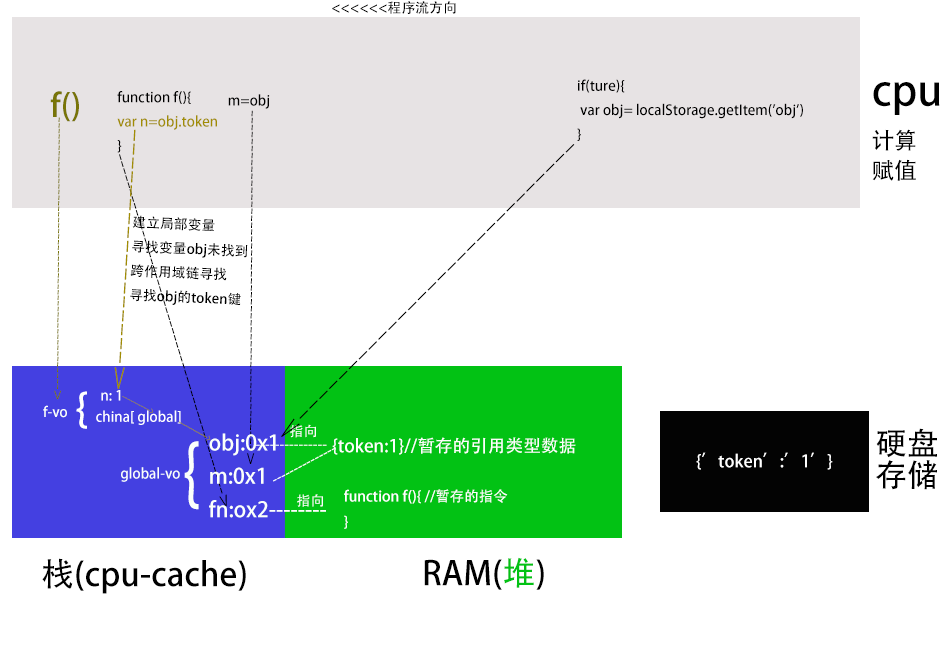 <<<<<<程序流方向
f()
function f(){
var n=obj.token
}
m=obj
if(ture){
var obj= localStorage.getItem('obj')
}
cpu
计算
赋值
建立局部变量
寻找变量obj未找到
跨作用域链寻找
寻找obj的token键
f-vo
{
n: 1
china[ global]
global-vo
{
obj:0x1
m:0x1
fn:ox2
指向
{token:1}//暂存的引用类型数据
指向
function f(){ //暂存的指令
}
{' token' :' 1' }
硬盘
存储
栈(cpu-cache)
RAM(堆)